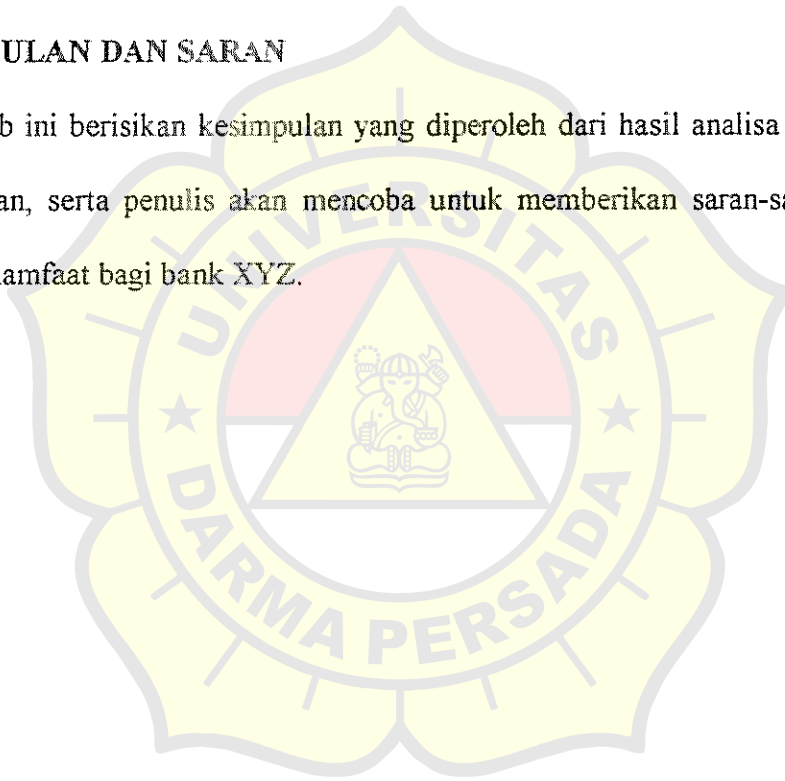 ULAN DAN SARAN
b ini berisikan kesimpulan yang diperoleh dari hasil analisa
an, serta penulis akan mencoba untuk memberikan saran-sa
amfaat bagi bank XYZ.
UNIVERSITAS
DARMA PERSADA